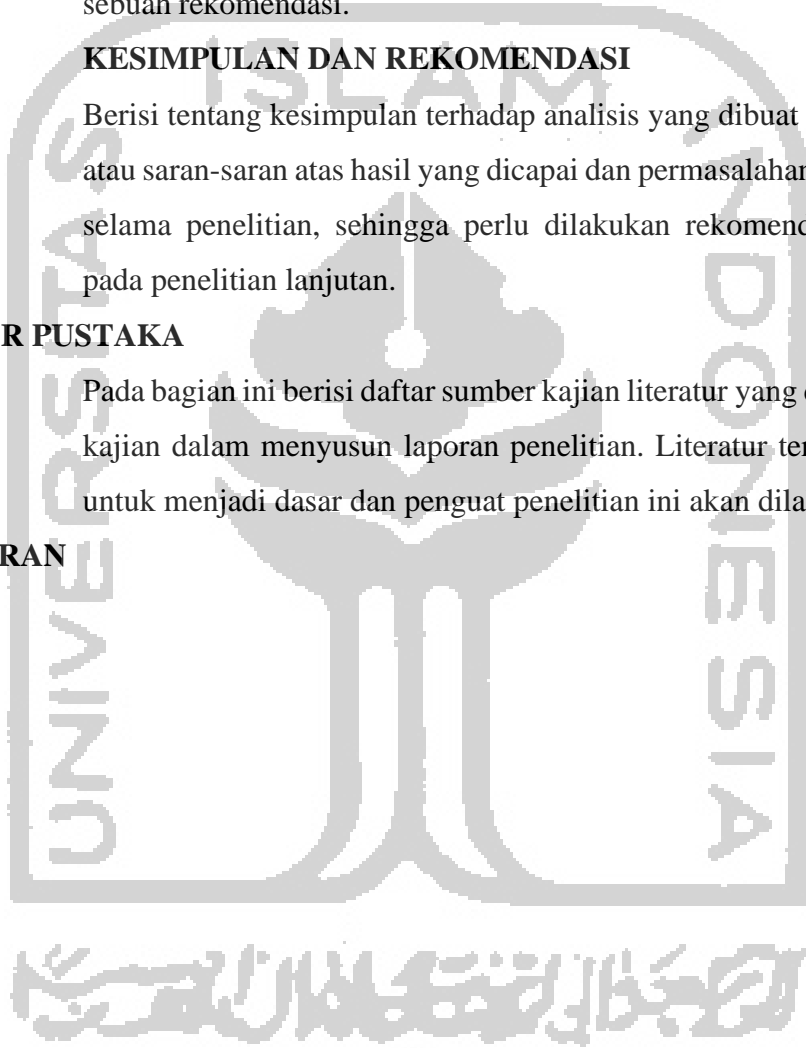 sebuah rekomendasi.
KESIMPULAN DAN REKOMENDASI
Berisi tentang kesimpulan terhadap analisis yang dibuat
atau saran-saran atas hasil yang dicapai dan permasalahan
selama penelitian, sehingga perlu dilakukan rekomend
pada penelitian lanjutan.
R PUSTAKA
Pada bagian ini berisi daftar sumber kajian literatur yang
kajian dalam menyusun laporan penelitian. Literatur ter
untuk menjadi dasar dan penguat penelitian ini akan dila
RAN
ISLAM
UNIVERSITAS
INDONESIA